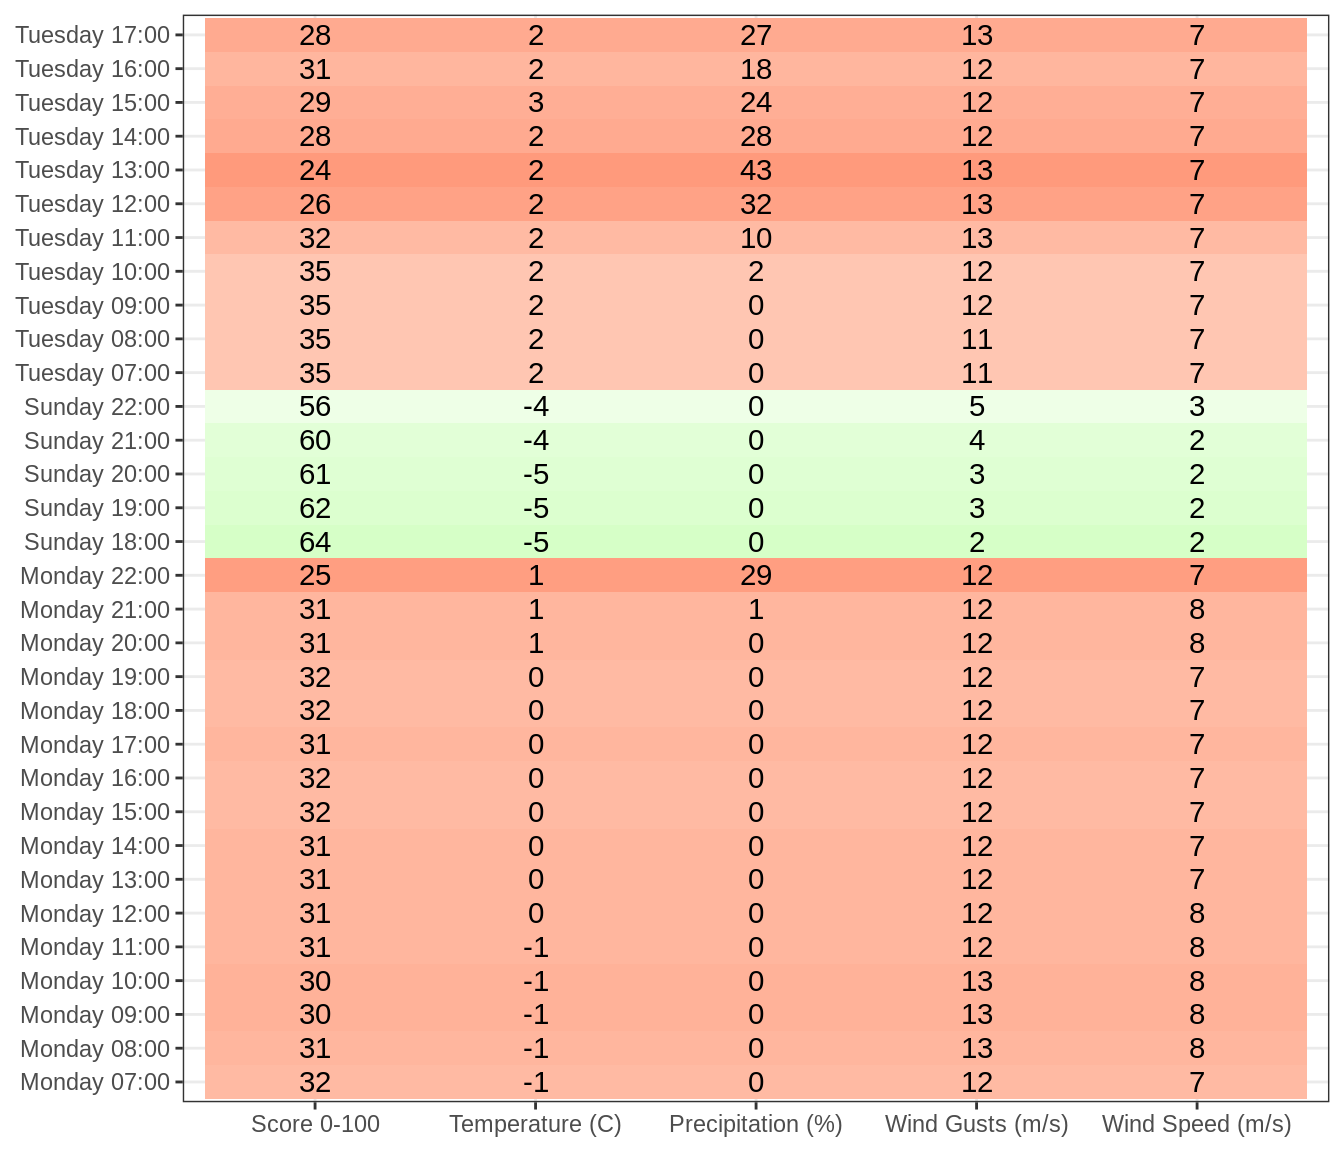 Tuesday 17:00 28 2 27 13 7
Tuesday 16:00 31 2 18 12 7
Tuesday 15:00 29 3 24 12 7
Tuesday 14:00 28 2 28 12 7
Tuesday 13:00 24 2 43 13 7
Tuesday 12:00 26 2 32 13 7
Tuesday 11:00 32 2 10 13 7
Tuesday 10:00 35 2 2 12 7
Tuesday 09:00 35 2 0 12 7
Tuesday 08:00 35 2 0 11 7
Tuesday 07:00 35 2 0 11 7
Sunday 22:00 56 -4 0 5 3
Sunday 21:00 60 -4 0 4 2
Sunday 20:00 61 -5 0 3 2
Sunday 19:00 62 -5 0 3 2
Sunday 18:00 64 -5 0 2 2
Monday 22:00 25 1 29 12 7
Monday 21:00 31 1 1 12 8
Monday 20:00 31 1 0 12 8
Monday 19:00 32 0 0 12 7
Monday 18:00 32 0 0 12 7
Monday 17:00 31 0 0 12 7
Monday 16:00 32 0 0 12 7
Monday 15:00 32 0 0 12 7
Monday 14:00 31 0 0 12 7
Monday 13:00 31 0 0 12 7
Monday 12:00 31 0 0 12 8
Monday 11:00 31 -1 0 12 8
Monday 10:00 30 -1 0 13 8
Monday 09:00 30 -1 0 13 8
Monday 08:00 31 -1 0 13 8
Monday 07:00 32 -1 0 12 7
Score 0-100 Temperature (C) Precipitation (%) Wind Gusts (m/s) Wind Speed (m/s)